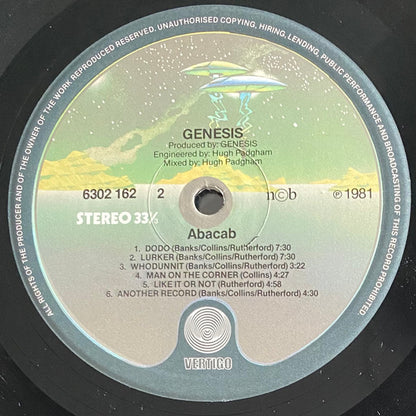 ALL RIGHTS OF THE PRODUCER AND OF THE OWNER OF THE WORK REPRODUCED RESERVED. UNAUTHORISED COPYING, HIRING, LENDING, PUBLIC PERFORMANCE AND BROADCASTING OF THIS RECORD PROHIBITED.
GENESIS
Produced by: GENESIS
Engineered by: Hugh Padgham
Mixed by: Hugh Padgham
6302 162 2 n©b ℗ 1981
STEREO 33⅓
Abacab
1. DODO (Banks/Collins/Rutherford) 7:30
2. LURKER (Banks/Collins/Rutherford) 7:30
3. WHODUNNIT (Banks/Collins/Rutherford) 3:22
4. MAN ON THE CORNER (Collins) 4:27
5. LIKE IT OR NOT (Rutherford) 4:58
6. ANOTHER RECORD (Banks/Collins/Rutherford) 4:30
VERTIGO